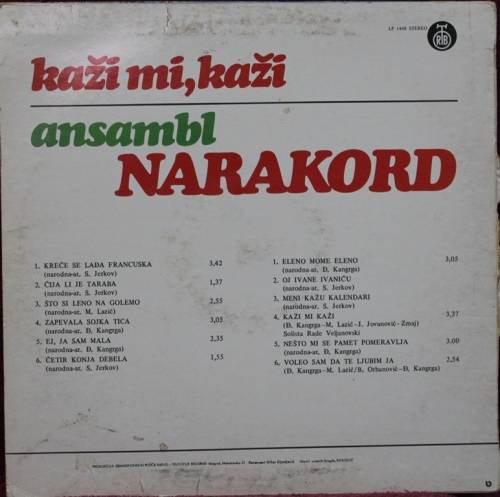 LP 1448 STEREO
RTB
kaži mi, kaži
ansambl
NARAKORD
1. KREĆE SE LAĐA FRANCUSKA 3,42
(narodna-ar, S. Jerkov)
2. ČIJA LI JE TARABA 1,37
(narodna-ar, S. Jerkov)
3. ŠTO SI LENO NA GOLEMO 2,55
(narodna-ar, M. Lazić)
4. ZAPEVALA SOJKA TICA 3,05
(narodna-ar, Đ, Kangrga)
5. EJ, JA SAM MALA 2,35
(narodna-ar, Đ, Kangrga)
6. ČETIR KONJA DEBELA 1,55
(narodna-ar, S. Jerkov)
1. ELENO MOME ELENO 3,05
(narodna-ar, Đ. Kangrga)
2. OJ IVANE IVANIČU
(narodna-ar, S. Jerkov)
3. MENI KAŽU KALENDARI
(narodna-ar, S. Jerkov)
4. KAŽI MI KAŽI 3,37
(Đ. Kangrga-M. Lazić-J. Jovanović-Zmaj)
Solista Rade Veljanovski
5. NEŠTO MI SE PAMET POMERAVLJA 3,00
(narodna-ar, Đ. Kangrga)
6. VOLEO SAM DA TE LJUBIM JA 2,54
(Đ. Kangrga-M. Lazić/B. Orhanović-Đ-Kangrga)